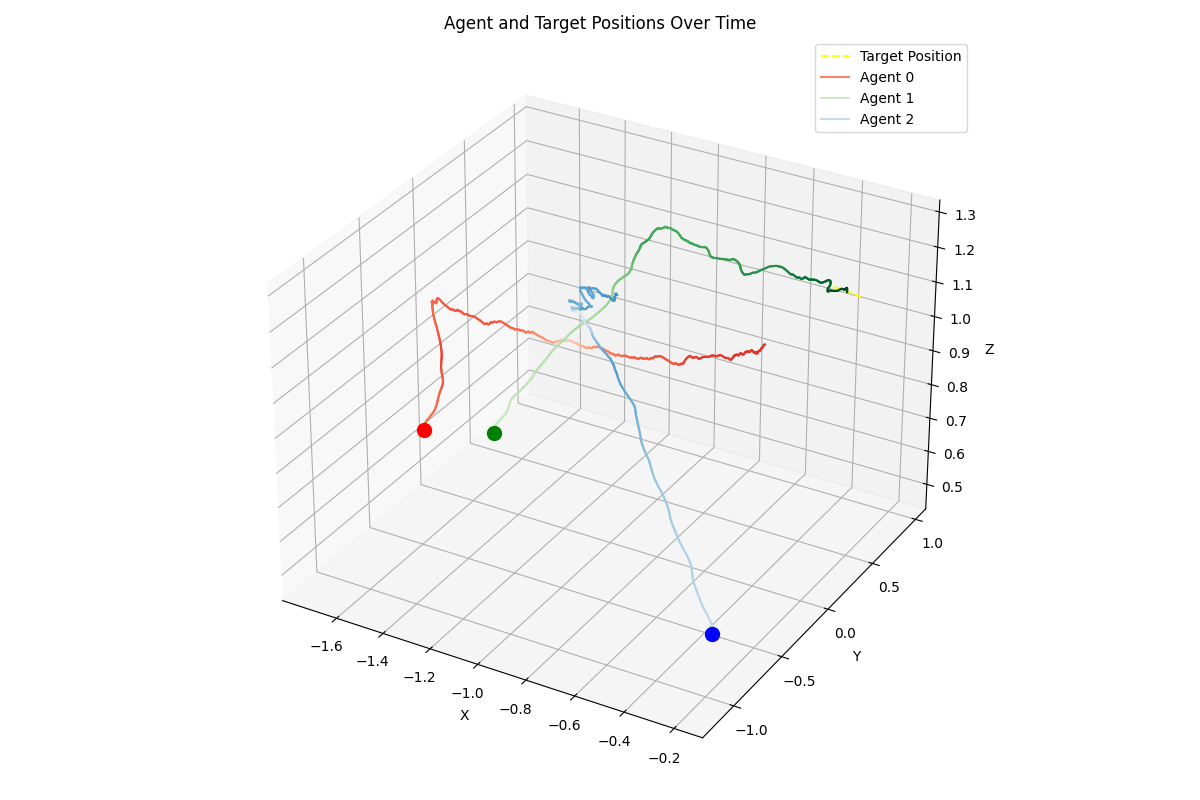 Agent and Target Positions Over Time
Target Position
Agent 0
Agent 1
Agent 2
1.3
1.2
1.1
1.0
0.9
0.8
0.7
0.6
0.5
Z
1.0
0.5
0.0
−0.5
−1.0
Y
−1.6
−1.4
−1.2
−1.0
−0.8
−0.6
−0.4
−0.2
X